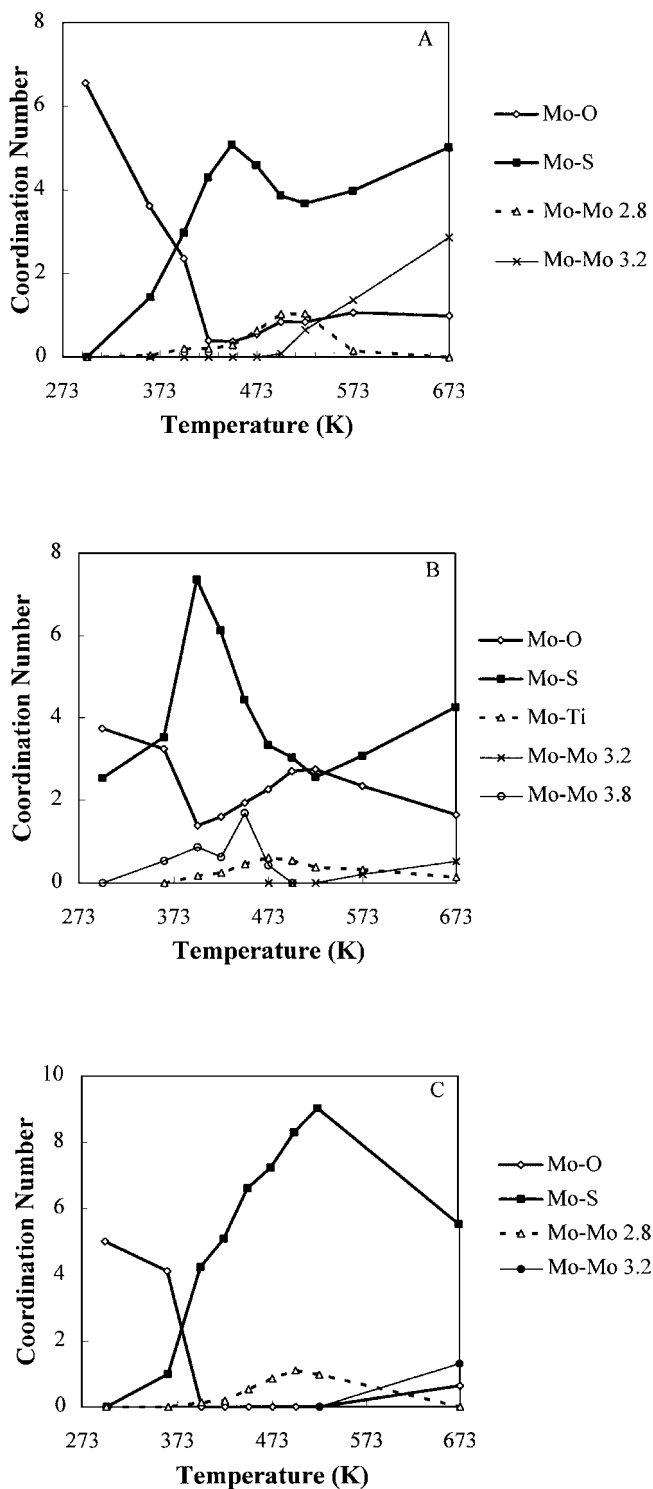 A
8
6
4
2
0
Coordination Number
273 373 473 573 673
Temperature (K)
Mo-O
Mo-S
Mo-Mo 2.8
Mo-Mo 3.2
B
8
6
4
2
0
Coordination Number
273 373 473 573 673
Temperature (K)
Mo-O
Mo-S
Mo-Ti
Mo-Mo 3.2
Mo-Mo 3.8
C
10
8
6
4
2
0
Coordination Number
273 373 473 573 673
Temperature (K)
Mo-O
Mo-S
Mo-Mo 2.8
Mo-Mo 3.2